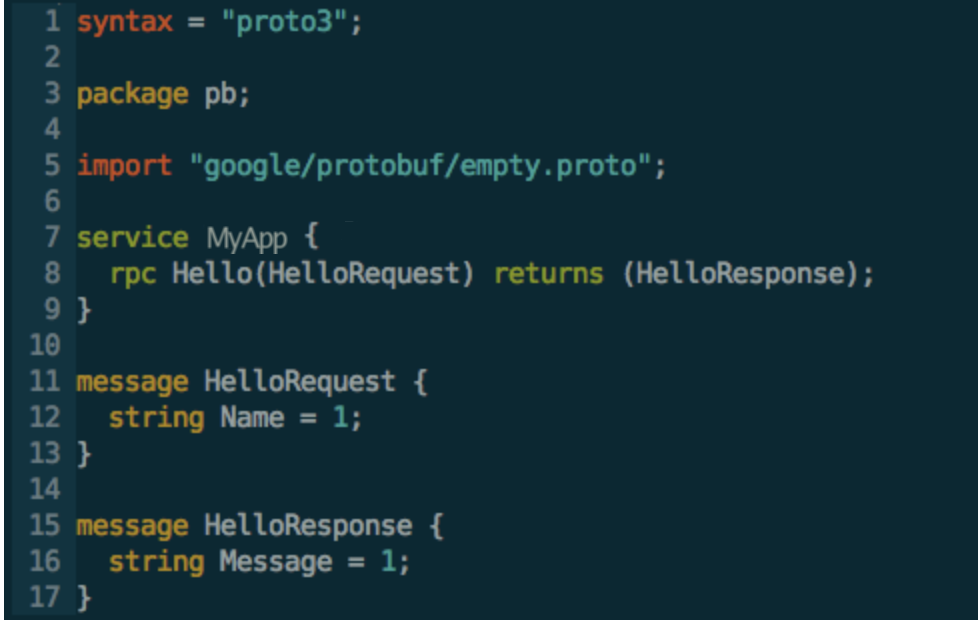 1 syntax = "proto3";
2
3 package pb;
4
5 import "google/protobuf/empty.proto";
6
7 service MyApp {
8   rpc Hello(HelloRequest) returns (HelloResponse);
9 }
10
11 message HelloRequest {
12   string Name = 1;
13 }
14
15 message HelloResponse {
16   string Message = 1;
17 }